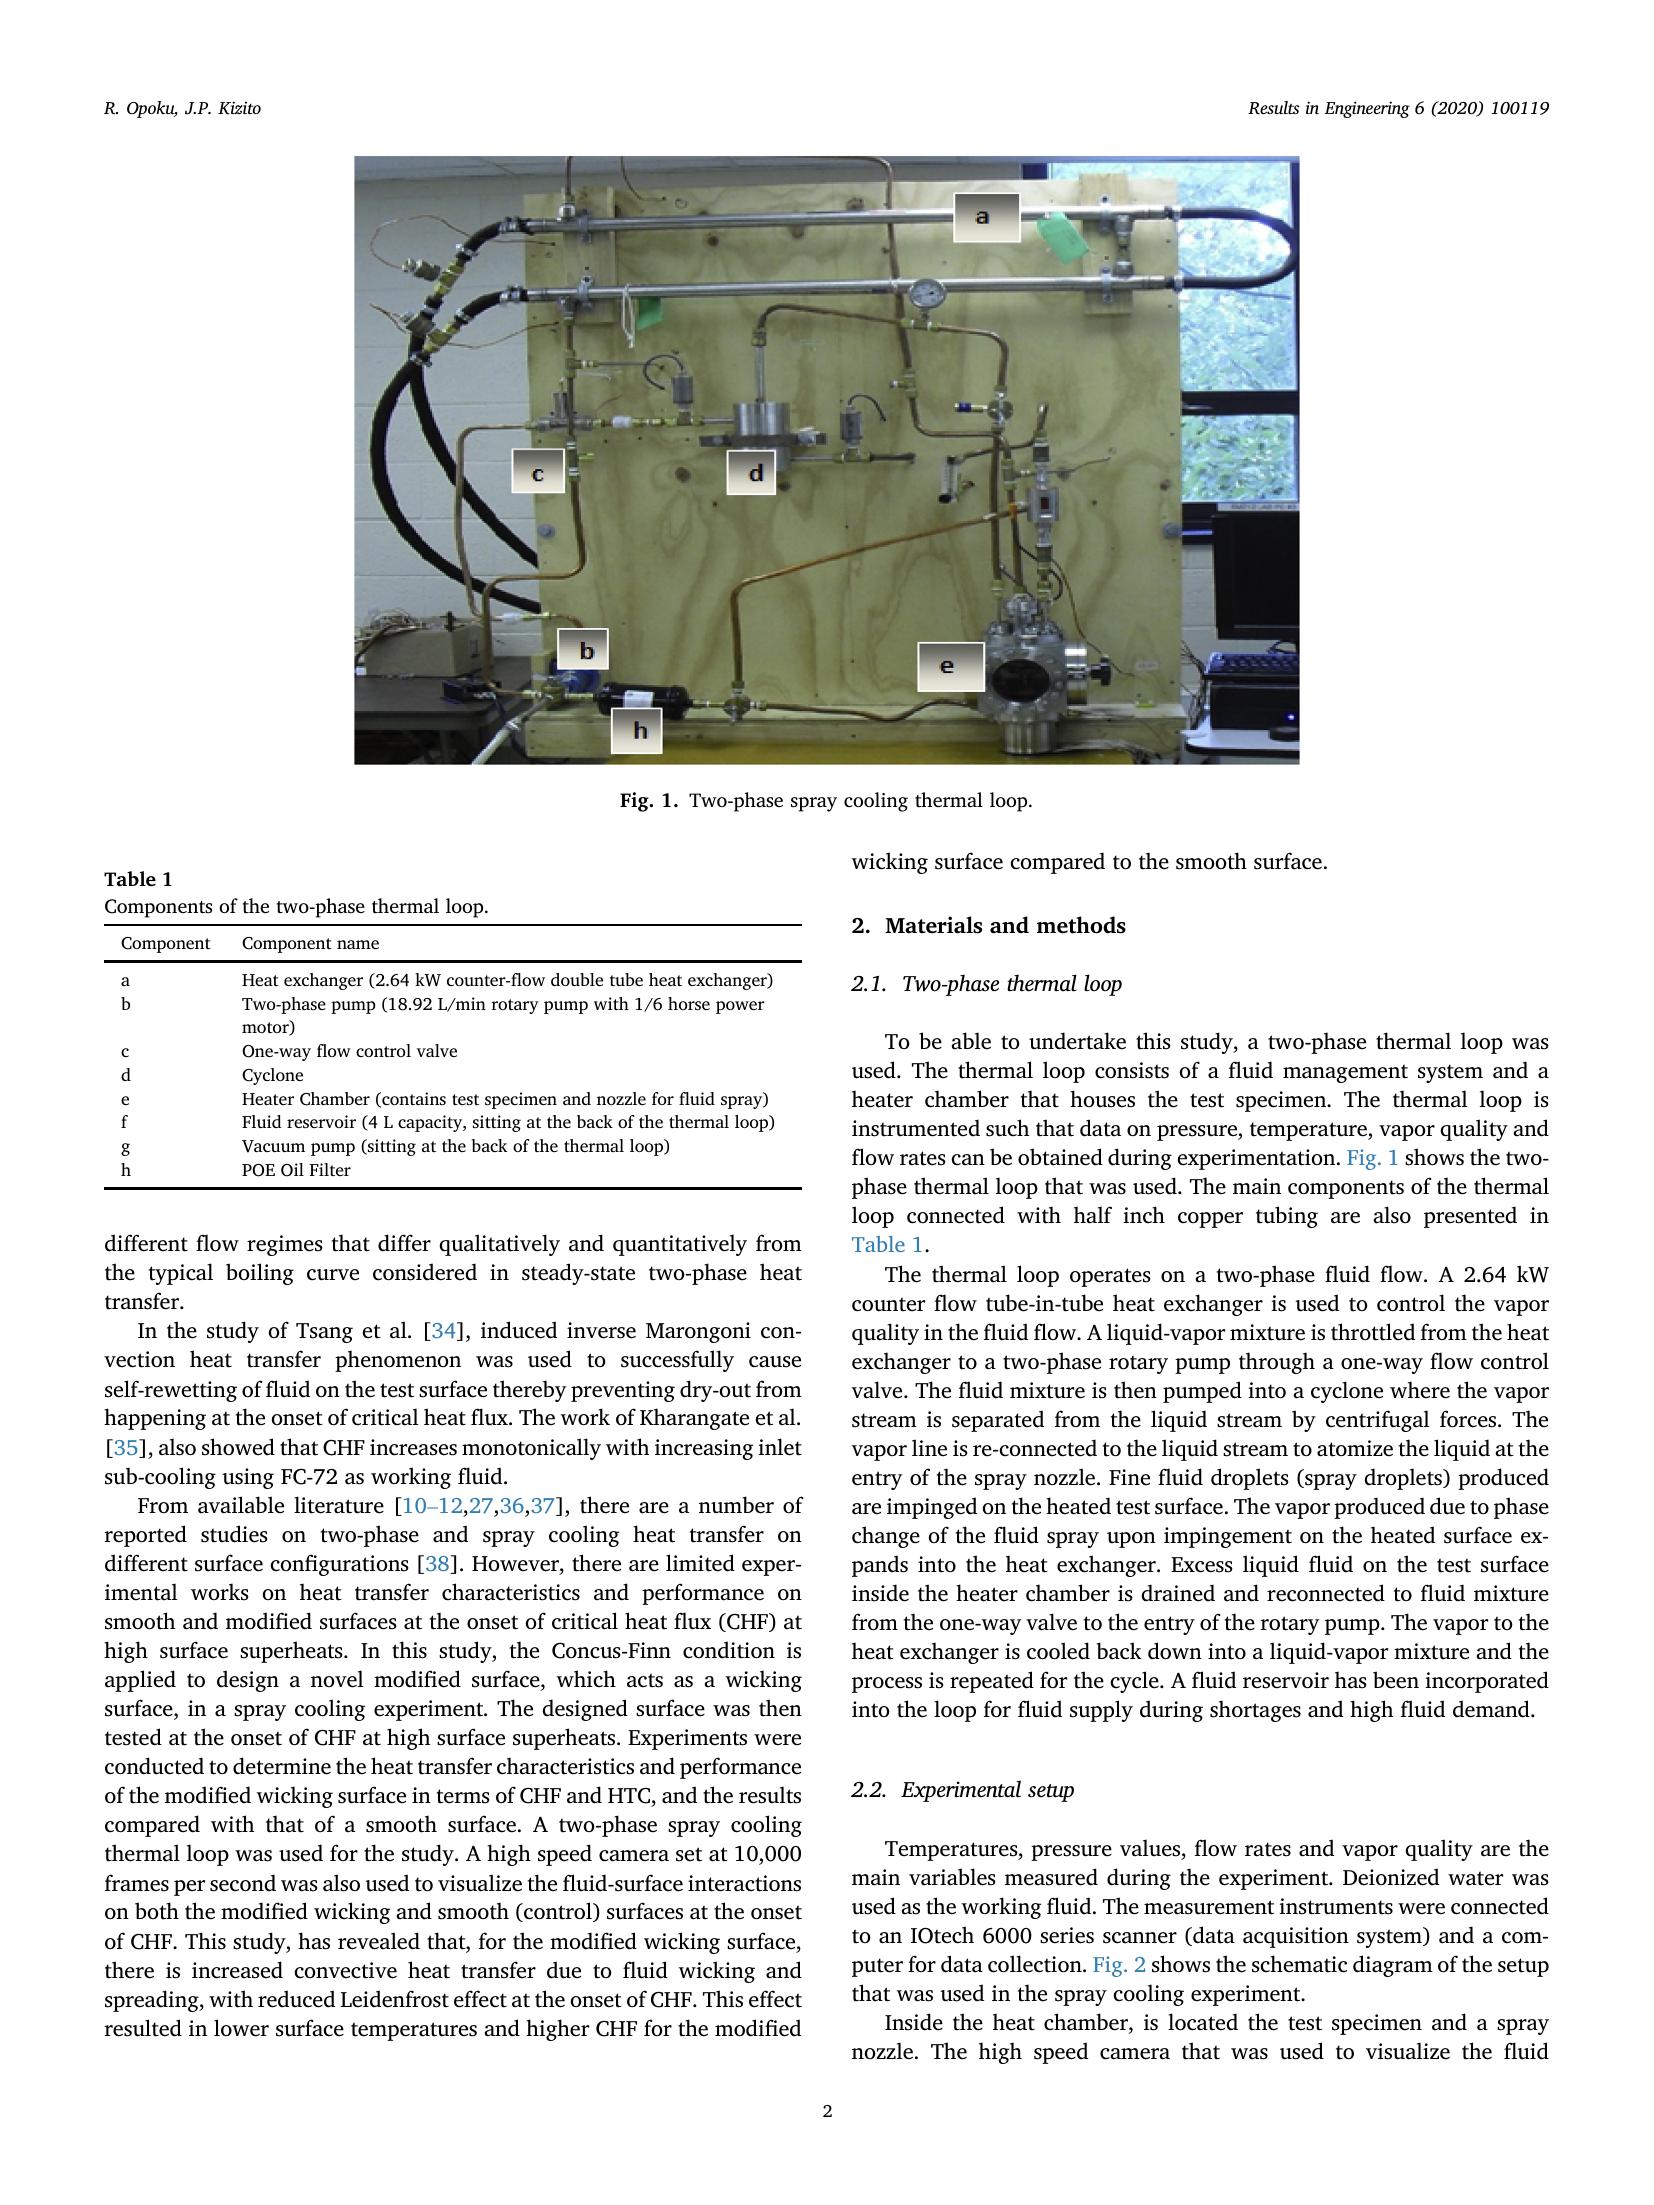 R. Opoku, J.P. Kizito
Results in Engineering 6 (2020) 100119
a
c
d
b
e
h
Fig. 1. Two-phase spray cooling thermal loop.
Table 1
Components of the two-phase thermal loop.
Component Component name
a Heat exchanger (2.64 kW counter-flow double tube heat exchanger)
b Two-phase pump (18.92 L/min rotary pump with 1/6 horse power
motor)
c One-way flow control valve
d Cyclone
e Heater Chamber (contains test specimen and nozzle for fluid spray)
f Fluid reservoir (4 L capacity, sitting at the back of the thermal loop)
g Vacuum pump (sitting at the back of the thermal loop)
h POE Oil Filter
different flow regimes that differ qualitatively and quantitatively from
the typical boiling curve considered in steady-state two-phase heat
transfer.
In the study of Tsang et al. [34], induced inverse Marongoni con-
vection heat transfer phenomenon was used to successfully cause
self-rewetting of fluid on the test surface thereby preventing dry-out from
happening at the onset of critical heat flux. The work of Kharangate et al.
[35], also showed that CHF increases monotonically with increasing inlet
sub-cooling using FC-72 as working fluid.
From available literature [10–12,27,36,37], there are a number of
reported studies on two-phase and spray cooling heat transfer on
different surface configurations [38]. However, there are limited exper-
imental works on heat transfer characteristics and performance on
smooth and modified surfaces at the onset of critical heat flux (CHF) at
high surface superheats. In this study, the Concus-Finn condition is
applied to design a novel modified surface, which acts as a wicking
surface, in a spray cooling experiment. The designed surface was then
tested at the onset of CHF at high surface superheats. Experiments were
conducted to determine the heat transfer characteristics and performance
of the modified wicking surface in terms of CHF and HTC, and the results
compared with that of a smooth surface. A two-phase spray cooling
thermal loop was used for the study. A high speed camera set at 10,000
frames per second was also used to visualize the fluid-surface interactions
on both the modified wicking and smooth (control) surfaces at the onset
of CHF. This study, has revealed that, for the modified wicking surface,
there is increased convective heat transfer due to fluid wicking and
spreading, with reduced Leidenfrost effect at the onset of CHF. This effect
resulted in lower surface temperatures and higher CHF for the modified
wicking surface compared to the smooth surface.
2. Materials and methods
2.1. Two-phase thermal loop
To be able to undertake this study, a two-phase thermal loop was
used. The thermal loop consists of a fluid management system and a
heater chamber that houses the test specimen. The thermal loop is
instrumented such that data on pressure, temperature, vapor quality and
flow rates can be obtained during experimentation. Fig. 1 shows the two-
phase thermal loop that was used. The main components of the thermal
loop connected with half inch copper tubing are also presented in
Table 1.
The thermal loop operates on a two-phase fluid flow. A 2.64 kW
counter flow tube-in-tube heat exchanger is used to control the vapor
quality in the fluid flow. A liquid-vapor mixture is throttled from the heat
exchanger to a two-phase rotary pump through a one-way flow control
valve. The fluid mixture is then pumped into a cyclone where the vapor
stream is separated from the liquid stream by centrifugal forces. The
vapor line is re-connected to the liquid stream to atomize the liquid at the
entry of the spray nozzle. Fine fluid droplets (spray droplets) produced
are impinged on the heated test surface. The vapor produced due to phase
change of the fluid spray upon impingement on the heated surface ex-
pands into the heat exchanger. Excess liquid fluid on the test surface
inside the heater chamber is drained and reconnected to fluid mixture
from the one-way valve to the entry of the rotary pump. The vapor to the
heat exchanger is cooled back down into a liquid-vapor mixture and the
process is repeated for the cycle. A fluid reservoir has been incorporated
into the loop for fluid supply during shortages and high fluid demand.
2.2. Experimental setup
Temperatures, pressure values, flow rates and vapor quality are the
main variables measured during the experiment. Deionized water was
used as the working fluid. The measurement instruments were connected
to an IOtech 6000 series scanner (data acquisition system) and a com-
puter for data collection. Fig. 2 shows the schematic diagram of the setup
that was used in the spray cooling experiment.
Inside the heat chamber, is located the test specimen and a spray
nozzle. The high speed camera that was used to visualize the fluid
2